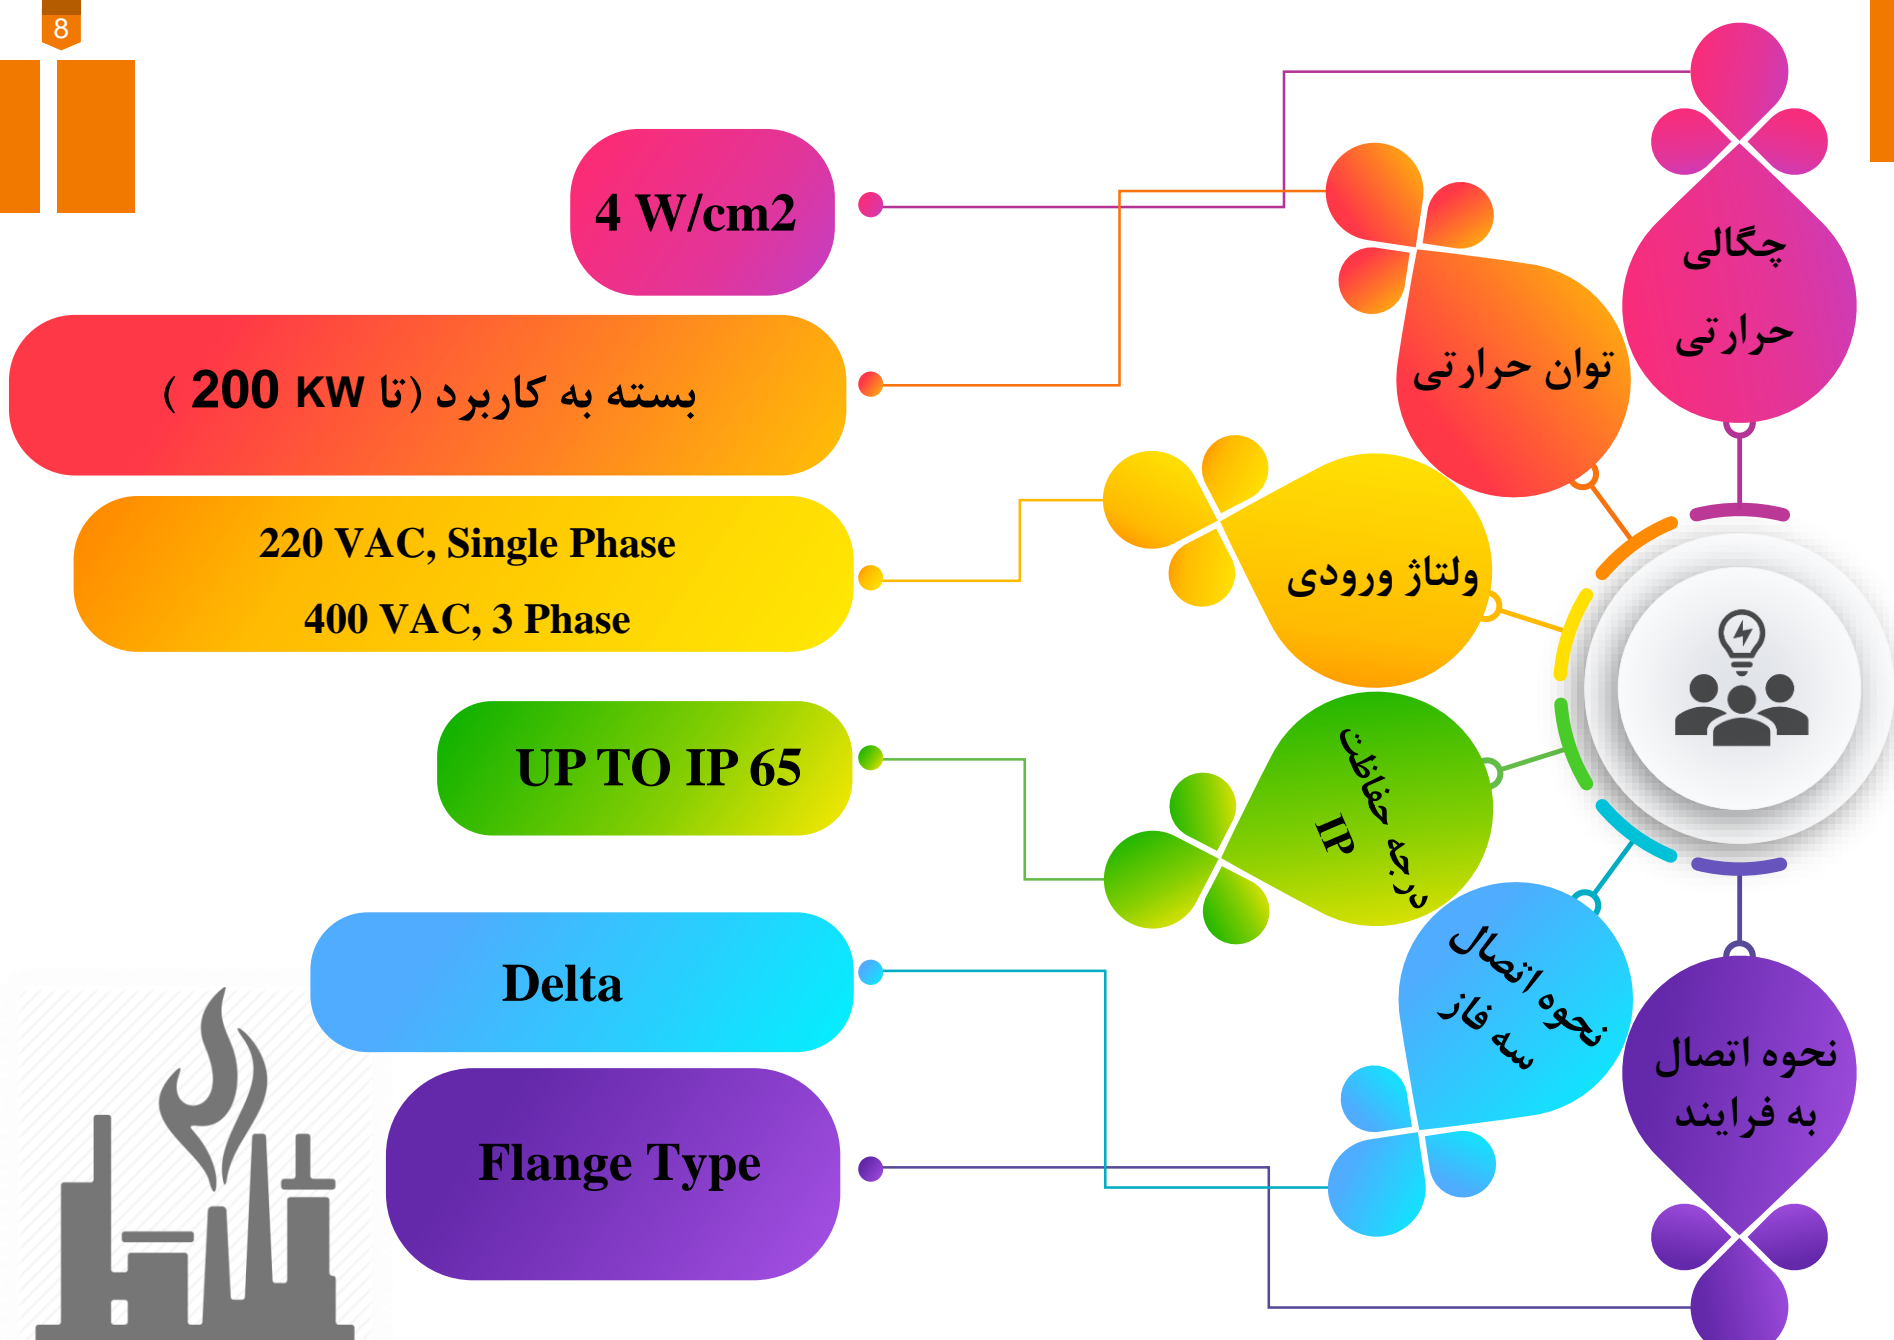 8
چگالی
حرارتی
4 W/cm2
توان حرارتی
بسته به کاربرد (تا 200 KW )
ولتاژ ورودی
220 VAC, Single Phase
400 VAC, 3 Phase
درجه حفاظت
IP
UP TO IP 65
نحوه اتصال
سه فاز
Delta
نحوه اتصال
به فرایند
Flange Type